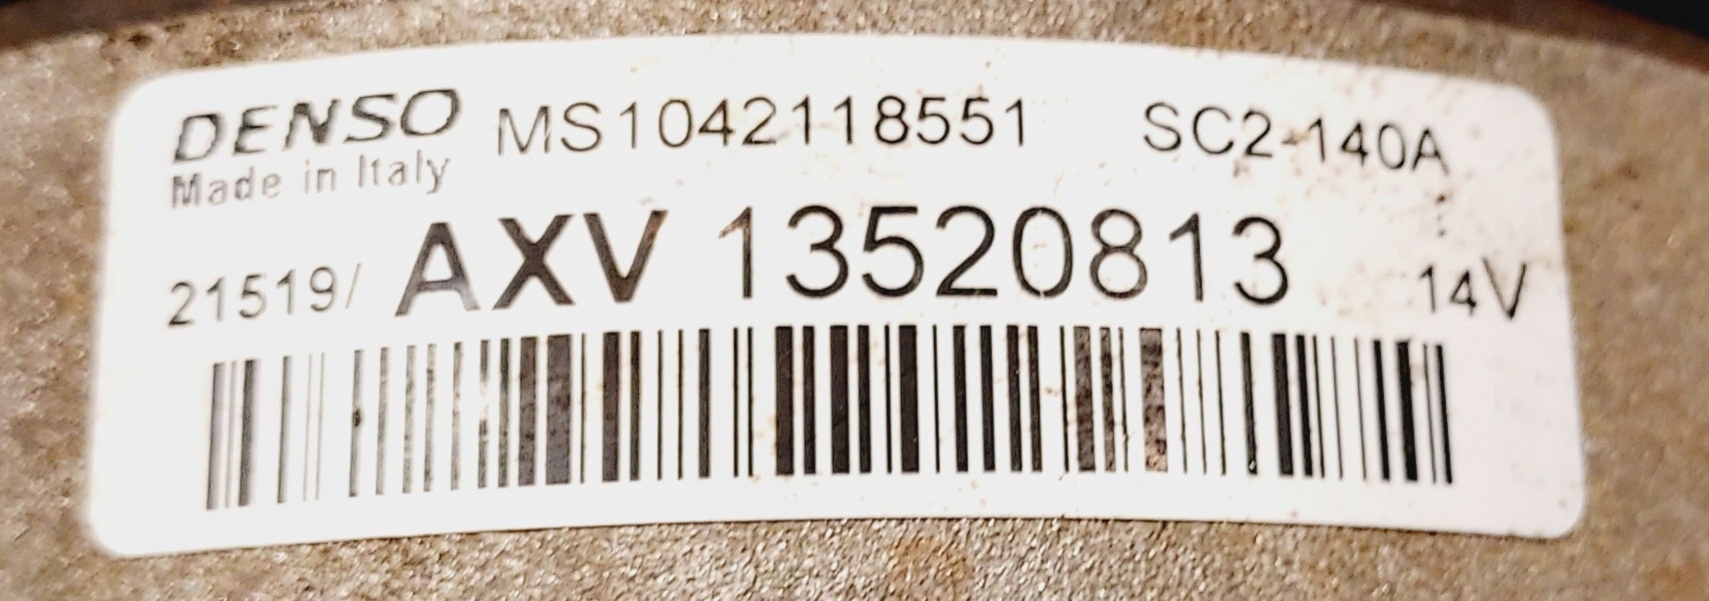 DENSO MS1042118551 SC2-140A
Made in Italy
21519/ AXV 13520813 14V